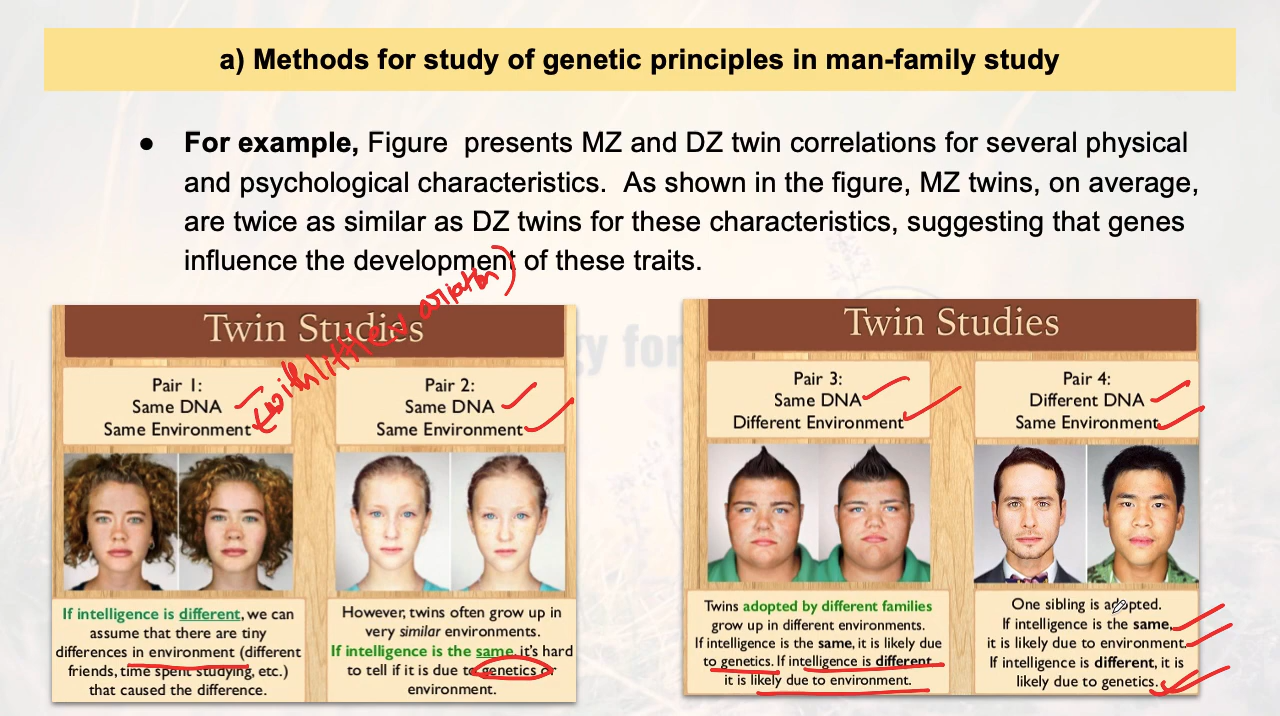 a) Methods for study of genetic principles in man-family study
● For example, Figure presents MZ and DZ twin correlations for several physical
and psychological characteristics. As shown in the figure, MZ twins, on average,
are twice as similar as DZ twins for these characteristics, suggesting that genes
influence the development of these traits.
Twin Studies
(with little variation)
Pair 1:
Same DNA
Same Environment
Pair 2:
Same DNA
Same Environment
If intelligence is different, we can
assume that there are tiny
differences in environment (different
friends, time spent studying, etc.)
that caused the difference.
However, twins often grow up in
very similar environments.
If intelligence is the same, it's hard
to tell if it is due to genetics or
environment.
gy for
Twin Studies
Pair 3:
Same DNA
Different Environment
Pair 4:
Different DNA
Same Environment
Twins adopted by different families
grow up in different environments.
If intelligence is the same, it is likely due
to genetics. If intelligence is different,
it is likely due to environment.
One sibling is adopted.
If intelligence is the same,
it is likely due to environment.
If intelligence is different, it is
likely due to genetics.